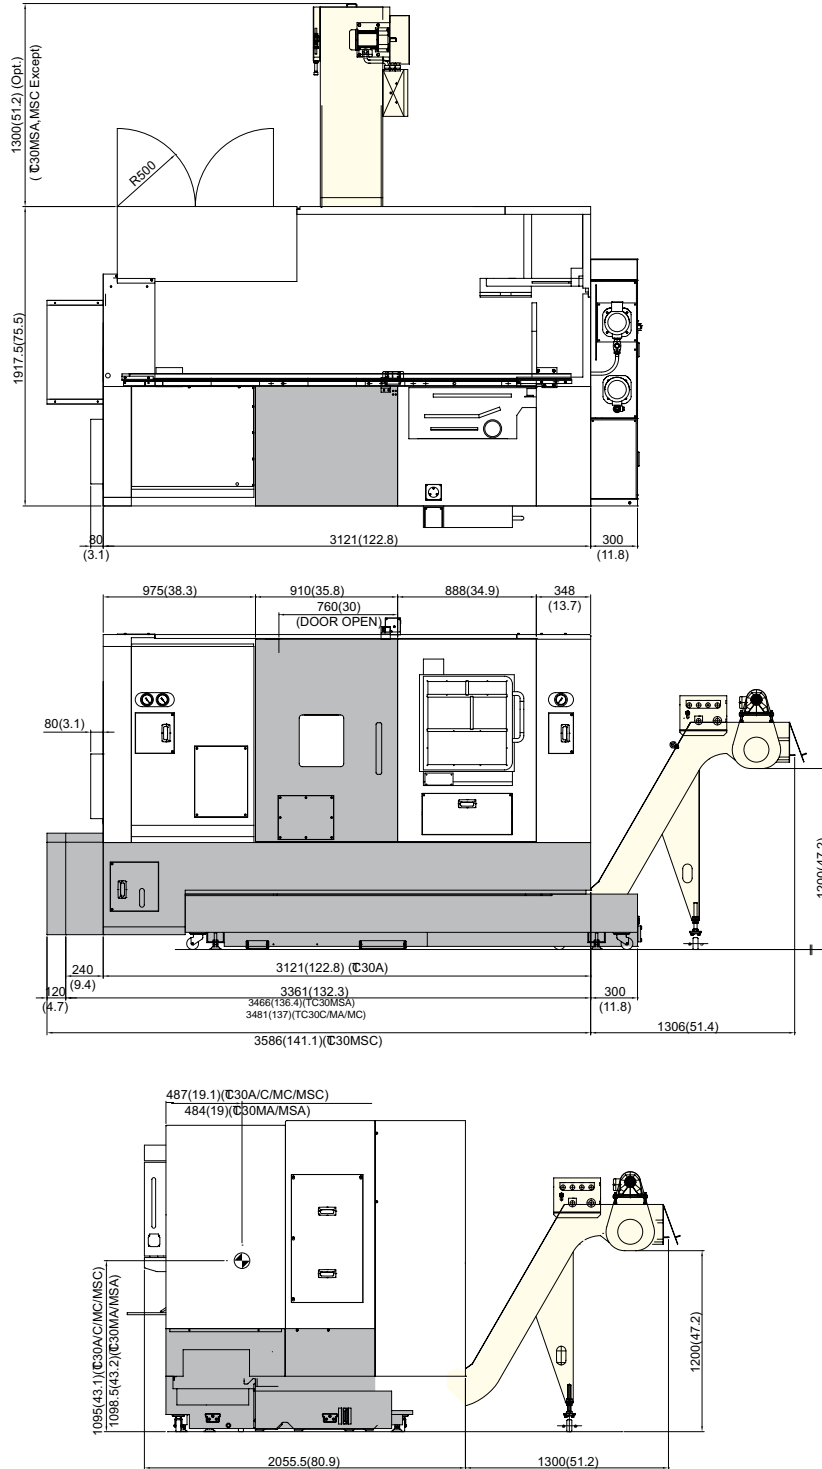 1300(51.2) (Opt.)
( TC30MSA,MSC Except)
R500
1917.5(75.5)
80
(3.1)
3121(122.8)
300
(11.8)
975(38.3)
910(35.8)
888(34.9)
348
(13.7)
760(30)
(DOOR OPEN)
80(3.1)
1200(47.2)
240
(9.4)
3121(122.8) (TC30A)
120
(4.7)
3361(132.3)
3466(136.4)(TC30MSA)
3481(137)(TC30C/MA/MC)
300
(11.8)
1306(51.4)
3586(141.1)(TC30MSC)
487(19.1)(TC30A/C/MC/MSC)
484(19)(TC30MA/MSA)
1095(43.1)(TC30A/C/MC/MSC)
1098.5(43.2)(TC30MA/MSA)
1200(47.2)
2055.5(80.9)
1300(51.2)